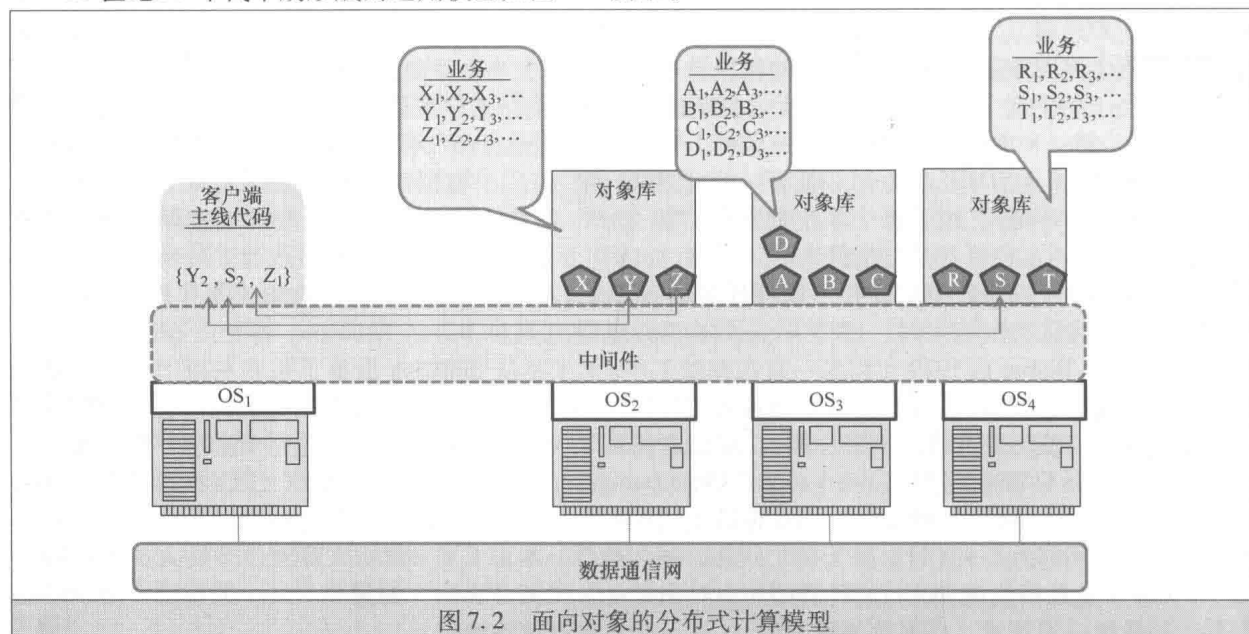 业务
X₁,X₂,X₃,…
Y₁,Y₂,Y₃,…
Z₁,Z₂,Z₃,…
业务
A₁,A₂,A₃,…
B₁,B₂,B₃,…
C₁,C₂,C₃,…
D₁,D₂,D₃,…
业务
R₁,R₂,R₃,…
S₁,S₂,S₃,…
T₁,T₂,T₃,…
客户端
主线代码
{Y₂,S₂,Z₁}
对象库
X Y Z
对象库
D
A B C
对象库
R S T
中间件
OS₁
OS₂
OS₃
OS₄
数据通信网
图7.2 面向对象的分布式计算模型